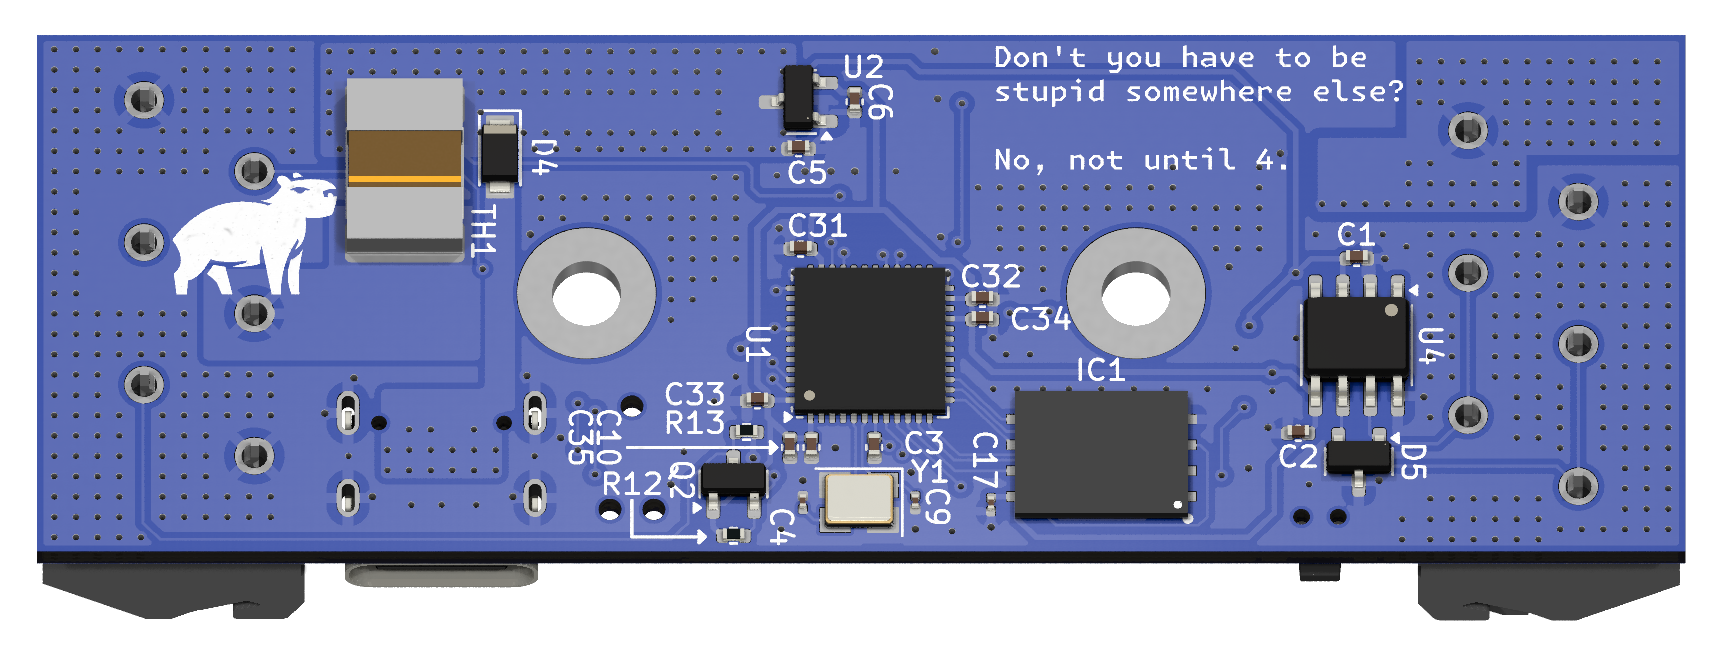 Don't you have to be
stupid somewhere else?
No, not until 4.
U2
C6
C5
D4
TH1
C31
C32
C34
C1
U4
U1
IC1
C33
R13
C10
C35
C3
Y1
C9
C17
C2
D5
Q2
R12
C4